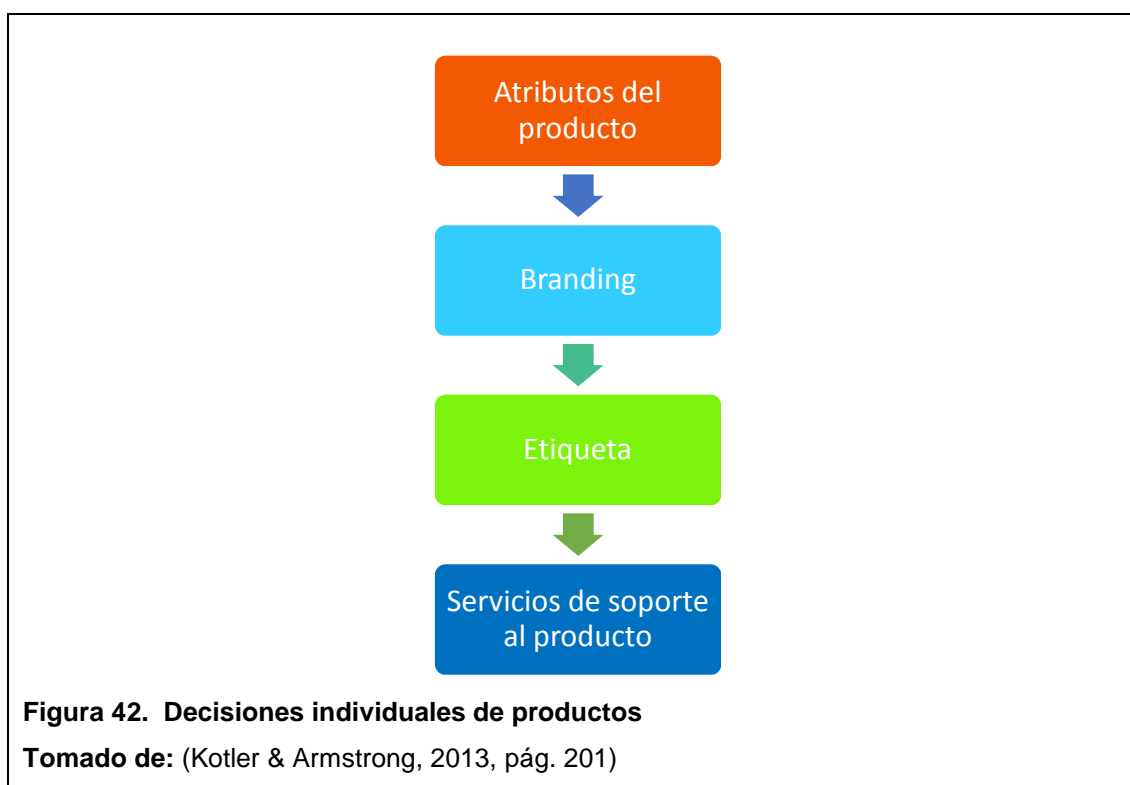 Atributos del
producto
Branding
Etiqueta
Servicios de soporte
al producto
Figura 42. Decisiones individuales de productos
Tomado de: (Kotler & Armstrong, 2013, pág. 201)